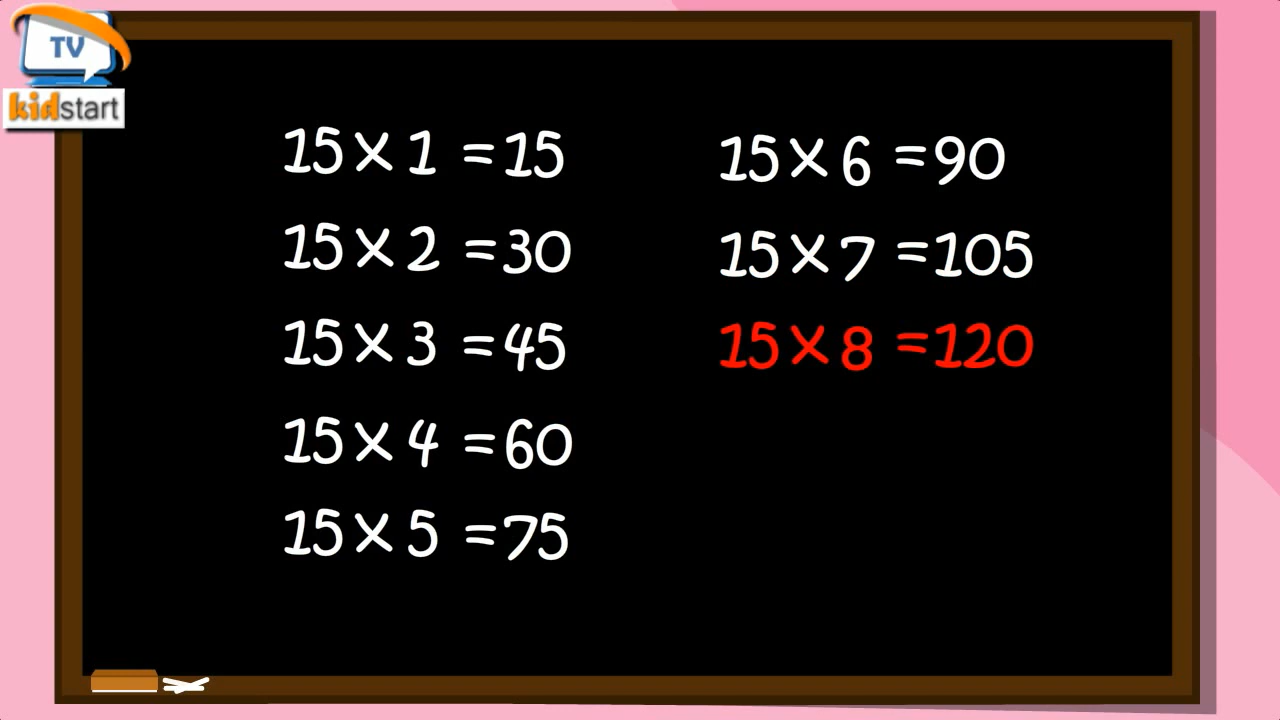 TV
kidstart
15 × 1 = 15
15 × 2 = 30
15 × 3 = 45
15 × 4 = 60
15 × 5 = 75
15 × 6 = 90
15 × 7 = 105
15 × 8 = 120